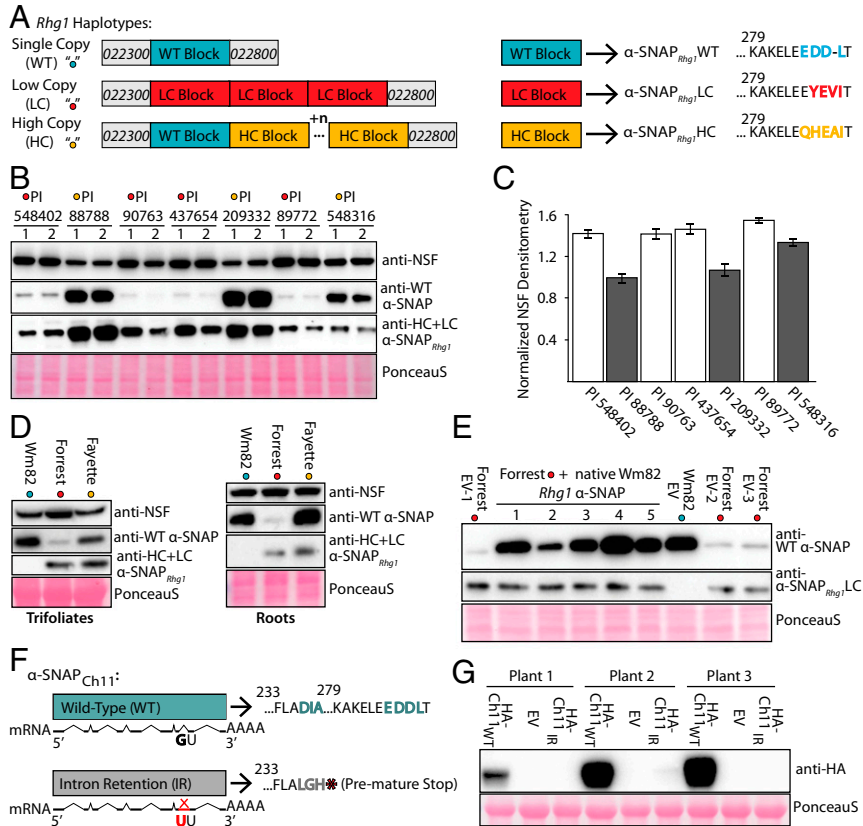 A
Rhg1 Haplotypes:
Single Copy
(WT) "●"
022300 WT Block 022800
Low Copy
(LC) "●"
022300 LC Block LC Block LC Block 022800
High Copy
(HC) "●"
+n
022300 WT Block HC Block ... HC Block 022800
WT Block α-SNAPRhg1WT
279
... KAKELEEDD-LT
LC Block α-SNAPRhg1LC
279
... KAKELEEYEVIT
HC Block α-SNAPRhg1HC
279
... KAKELEQHEAIT
B
PI PI PI PI PI PI PI
548402 88788 90763 437654 209332 89772 548316
1 2 1 2 1 2 1 2 1 2 1 2 1 2
anti-NSF
anti-WT
α-SNAP
anti-HC+LC
α-SNAPRhg1
PonceauS
C
Normalized NSF Densitometry
1.6
1.2
.8
.4
PI 548402
PI 88788
PI 90763
PI 437654
PI 209332
PI 89772
PI 548316
D
Wm82
Forrest
Fayette
anti-NSF
anti-WT α-SNAP
anti-HC+LC
α-SNAPRhg1
PonceauS
Trifoliates
Wm82
Forrest
Fayette
anti-NSF
anti-WT α-SNAP
anti-HC+LC
α-SNAPRhg1
PonceauS
Roots
E
Forrest
EV-1
Forrest + native Wm82
Rhg1 α-SNAP
1 2 3 4 5
Wm82
EV
Forrest
EV-2
Forrest
EV-3
anti-
WT α-SNAP
anti-
α-SNAPRhg1LC
PonceauS
F
α-SNAPCh11:
Wild-Type (WT)
233 279
...FLADIA...KAKELEEDDLT
mRNA
5' GU 3'
AAAA
Intron Retention (IR)
233
...FLALGH* (Pre-mature Stop)
mRNA
X
5' UU 3'
AAAA
G
Plant 1 Plant 2 Plant 3
HA-
Ch11WT
EV
HA-
Ch11IR
HA-
Ch11WT
EV
HA-
Ch11IR
HA-
Ch11WT
EV
HA-
Ch11IR
anti-HA
PonceauS